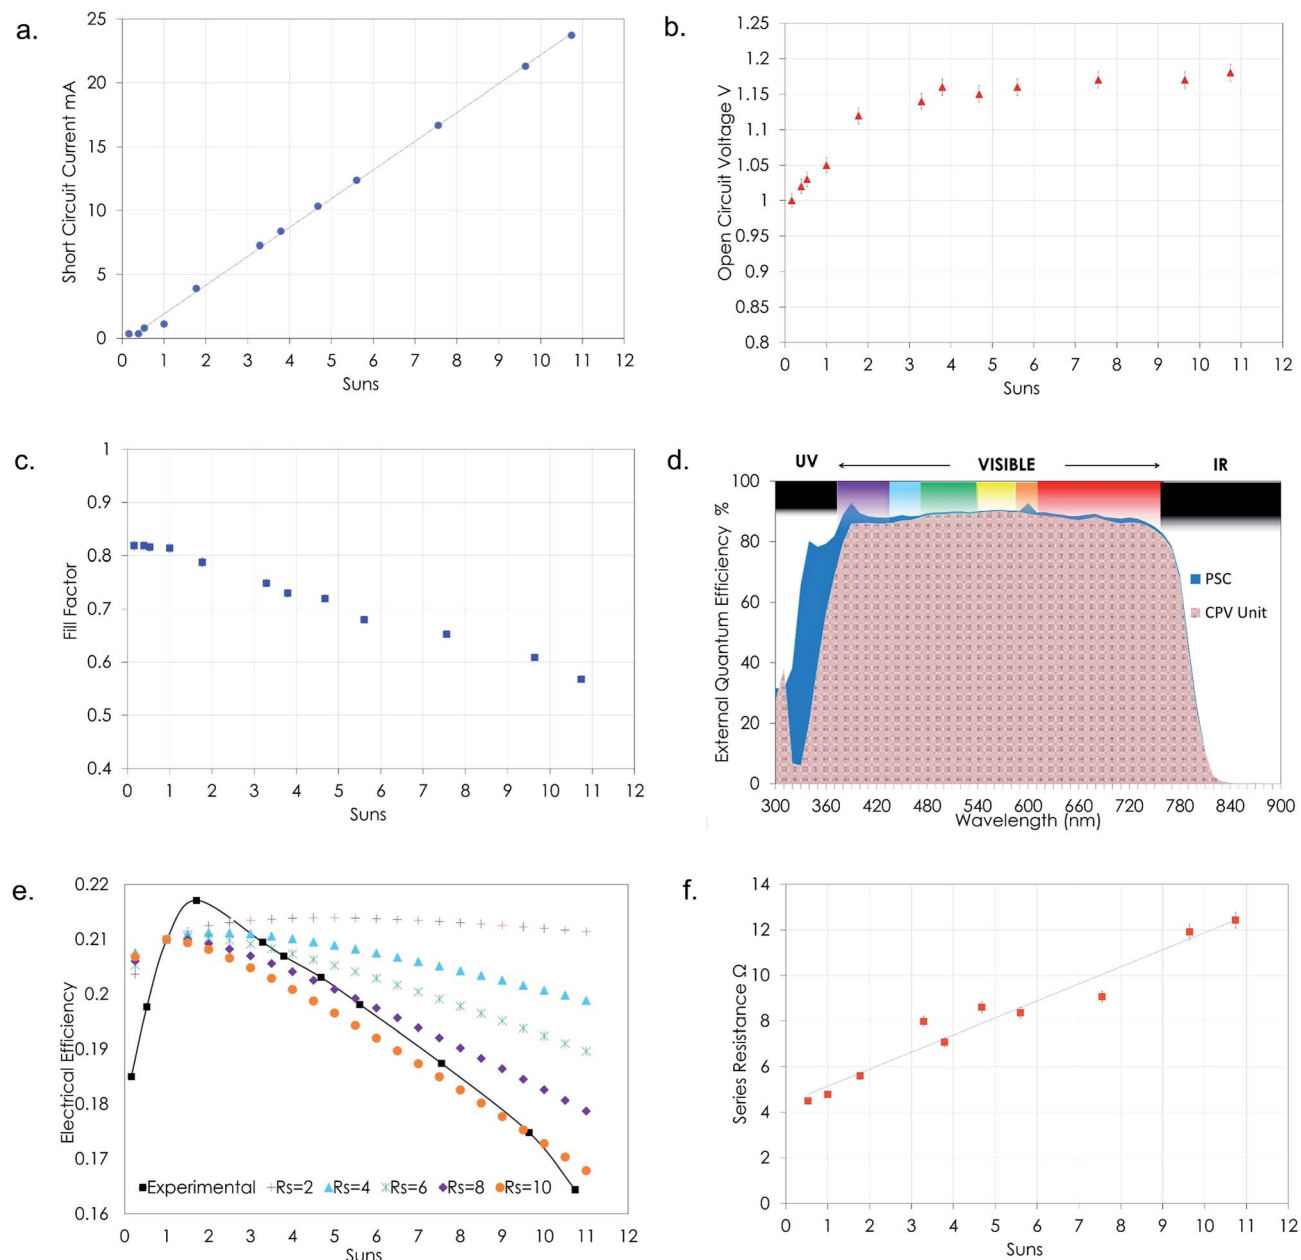 a.
25
20
15
10
5
0
Short Circuit Current mA
0 1 2 3 4 5 6 7 8 9 10 11 12
Suns
b.
1.25
1.2
1.15
1.1
1.05
1
0.95
0.9
0.85
0.8
Open Circuit Voltage V
0 1 2 3 4 5 6 7 8 9 10 11 12
Suns
c.
1
0.9
0.8
0.7
0.6
0.5
0.4
Fill Factor
0 1 2 3 4 5 6 7 8 9 10 11 12
Suns
d.
UV VISIBLE IR
100
80
60
40
20
0
External Quantum Efficiency %
PSC
CPV Unit
300 360 420 480 540 600 660 720 780 840 900
Wavelength (nm)
e.
0.22
0.21
0.2
0.19
0.18
0.17
0.16
Electrical Efficiency
Experimental Rs=2 Rs=4 Rs=6 Rs=8 Rs=10
0 1 2 3 4 5 6 7 8 9 10 11 12
Suns
f.
14
12
10
8
6
4
2
0
Series Resistance Ω
0 1 2 3 4 5 6 7 8 9 10 11 12
Suns